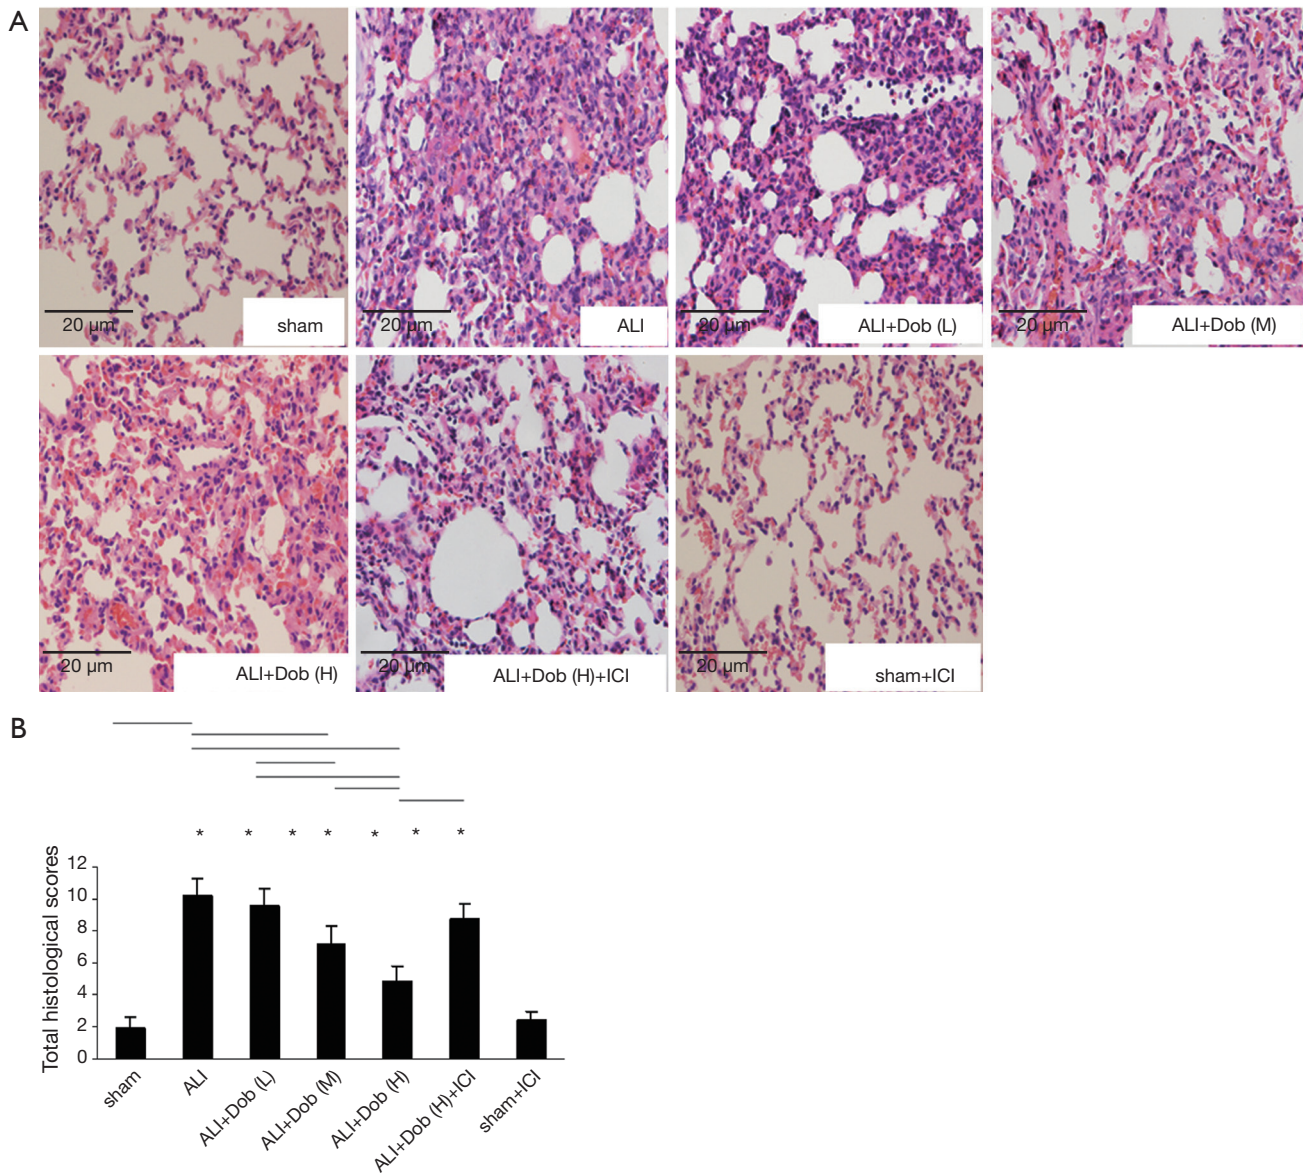 A
20 µm
sham
20 µm
ALI
20 µm
ALI+Dob (L)
20 µm
ALI+Dob (M)
20 µm
ALI+Dob (H)
20 µm
ALI+Dob (H)+ICI
20 µm
sham+ICI
B
* * * * * * *
Total histological scores
12
10
8
6
4
2
0
sham
ALI
ALI+Dob (L)
ALI+Dob (M)
ALI+Dob (H)
ALI+Dob (H)+ICI
sham+ICI